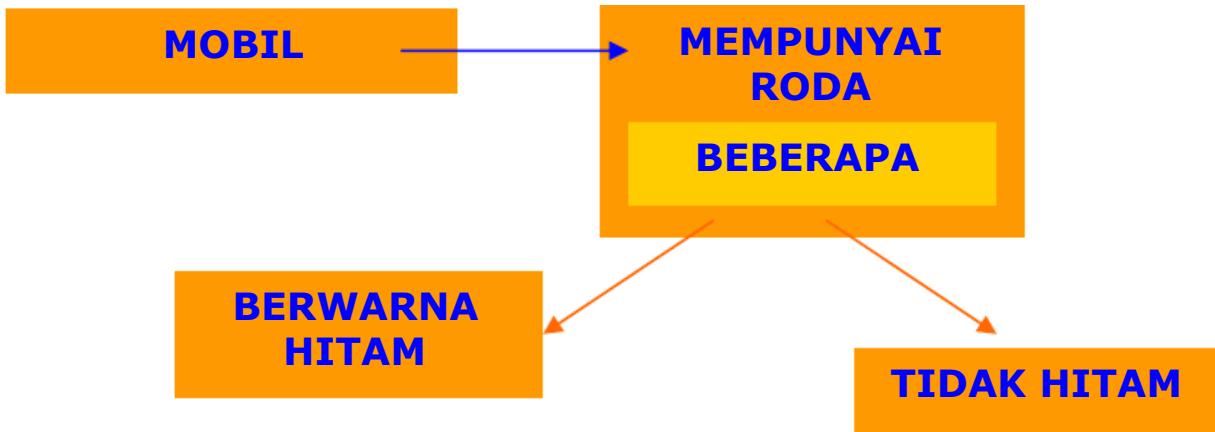 MOBIL
MEMPUNYAI
RODA
BEBERAPA
BERWARNA
HITAM
TIDAK HITAM